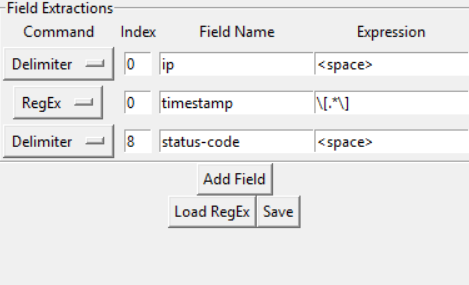 Field Extractions
Command Index Field Name Expression
Delimiter 0 ip <space>
RegEx 0 timestamp \[.*\]
Delimiter 8 status-code <space>
Add Field
Load RegEx Save